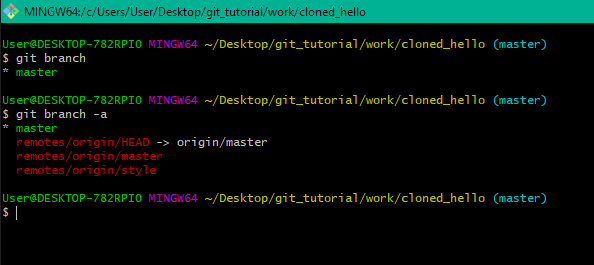 MINGW64:/c/Users/User/Desktop/git_tutorial/work/cloned_hello
User@DESKTOP-782RPIO MINGW64 ~/Desktop/git_tutorial/work/cloned_hello (master)
$ git branch
* master
User@DESKTOP-782RPIO MINGW64 ~/Desktop/git_tutorial/work/cloned_hello (master)
$ git branch -a
* master
  remotes/origin/HEAD -> origin/master
  remotes/origin/master
  remotes/origin/style
User@DESKTOP-782RPIO MINGW64 ~/Desktop/git_tutorial/work/cloned_hello (master)
$